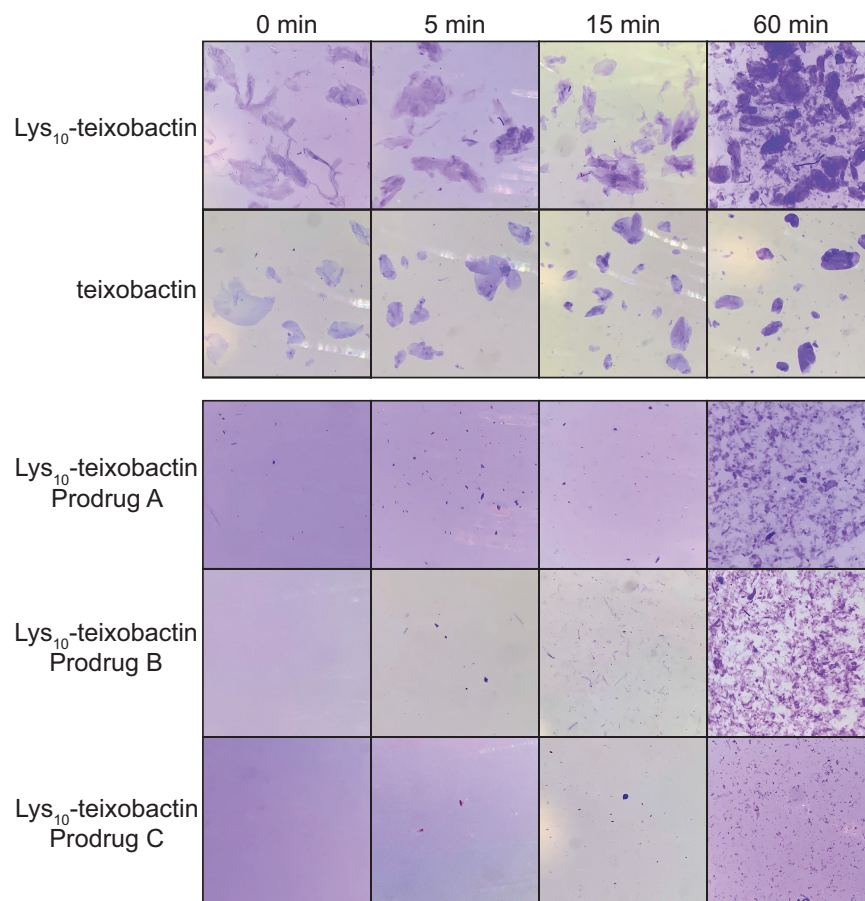 0 min 5 min 15 min 60 min
Lys₁₀-teixobactin
teixobactin
Lys₁₀-teixobactin
Prodrug A
Lys₁₀-teixobactin
Prodrug B
Lys₁₀-teixobactin
Prodrug C